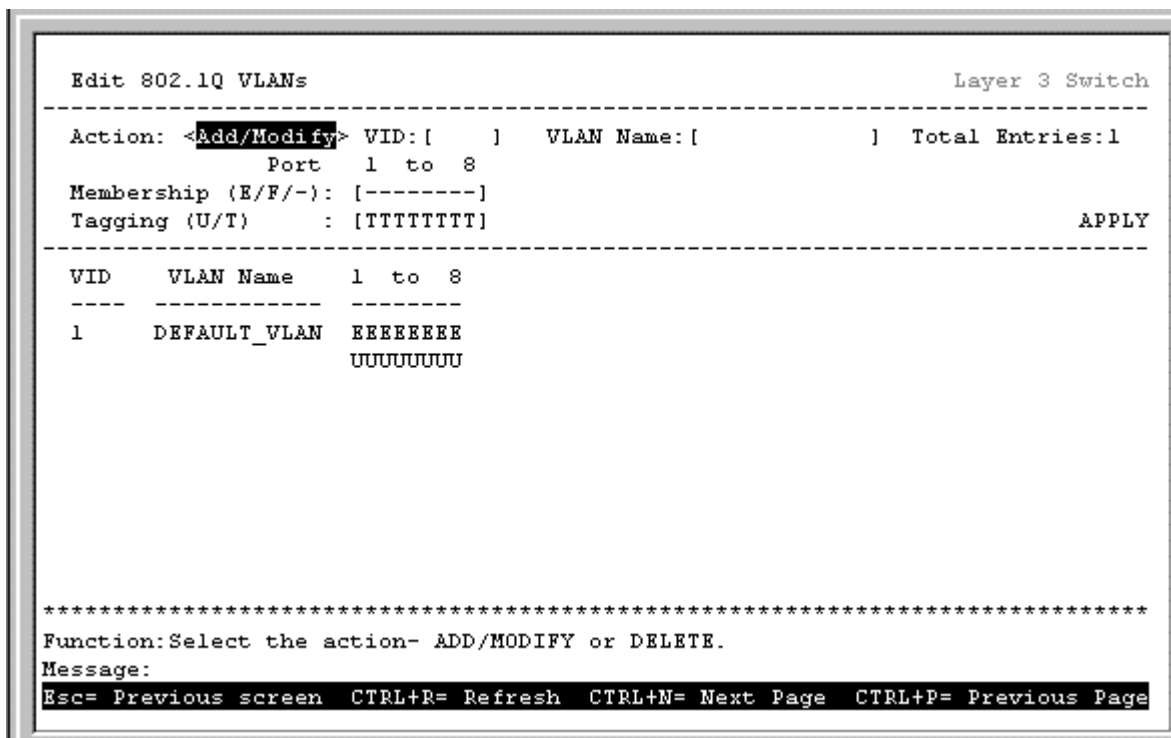 Edit 802.1Q VLANs Layer 3 Switch
--------------------------------------------------------------------------------
Action: <Add/Modify> VID:[    ] VLAN Name:[            ] Total Entries:1
Port 1 to 8
Membership (E/F/-): [--------]
Tagging (U/T) : [TTTTTTTT] APPLY
--------------------------------------------------------------------------------
VID VLAN Name 1 to 8
---- ------------ --------
1 DEFAULT_VLAN EEEEEEEE
UUUUUUUU
********************************************************************************
Function:Select the action- ADD/MODIFY or DELETE.
Message:
Esc= Previous screen CTRL+R= Refresh CTRL+N= Next Page CTRL+P= Previous Page